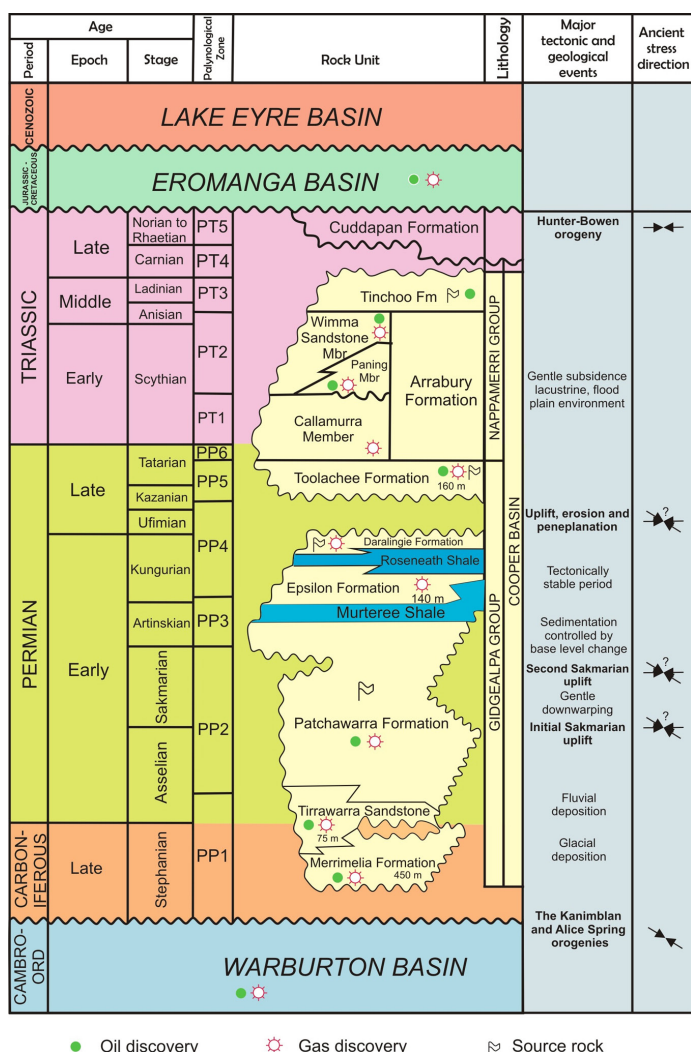 Age
Period
Epoch
Stage
Palynological
Zone
Rock Unit
Lithology
Major
tectonic and
geological
events
Ancient
stress
direction
CENOZOIC
LAKE EYRE BASIN
JURASSIC -
CRETACEOUS
EROMANGA BASIN
TRIASSIC
Late
Norian to
Rhaetian
PT5
Cuddapan Formation
Hunter-Bowen
orogeny
Carnian
PT4
Middle
Ladinian
PT3
Tinchoo Fm
Anisian
Early
Scythian
PT2
Wimma
Sandstone
Mbr
Paning
Mbr
Arrabury
Formation
NAPPAMERRI GROUP
Gentle subsidence
lacustrine, flood
plain environment
PT1
Callamurra
Member
PERMIAN
Late
Tatarian
PP6
PP5
Toolachee Formation
160 m
Kazanian
Ufimian
Uplift, erosion and
peneplanation
?
COOPER BASIN
Early
Kungurian
PP4
Daralingie Formation
Roseneath Shale
Epsilon Formation
140 m
Tectonically
stable period
Artinskian
PP3
Murteree Shale
Sedimentation
controlled by
base level change
GIDGEALPA GROUP
Sakmarian
PP2
Second Sakmarian
uplift
?
Gentle
downwarping
Patchawarra Formation
Initial Sakmarian
uplift
?
Asselian
Tirrawarra Sandstone
75 m
Fluvial
deposition
CARBON-
IFEROUS
Late
Stephanian
PP1
Merrimelia Formation
450 m
Glacial
deposition
The Kanimblan
and Alice Spring
orogenies
CAMBRO-
ORD
WARBURTON BASIN
Oil discovery
Gas discovery
Source rock